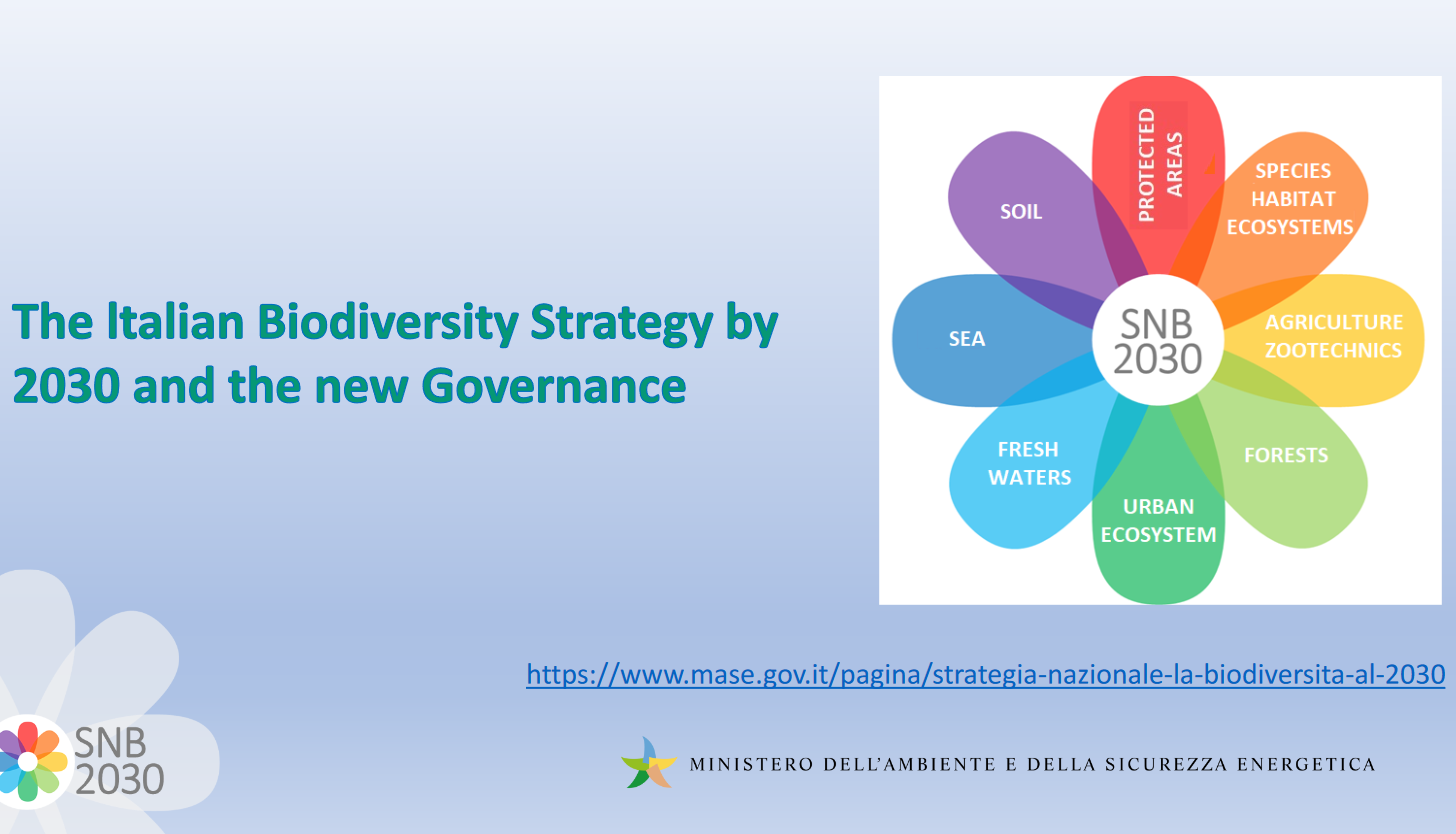 The Italian Biodiversity Strategy by
2030 and the new Governance
PROTECTED
AREAS
SPECIES
HABITAT
ECOSYSTEMS
AGRICULTURE
ZOOTECHNICS
FORESTS
URBAN
ECOSYSTEM
FRESH
WATERS
SEA
SOIL
SNB
2030
https://www.mase.gov.it/pagina/strategia-nazionale-la-biodiversita-al-2030
SNB
2030
MINISTERO DELL'AMBIENTE E DELLA SICUREZZA ENERGETICA